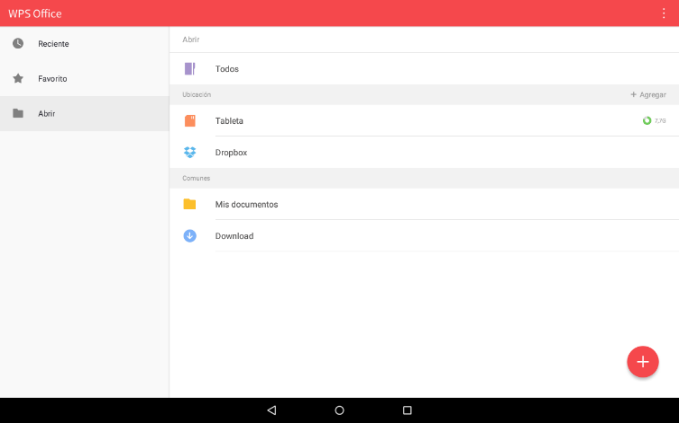 WPS Office
Reciente
Favorito
Abrir
Abrir
Todos
Ubicación
+ Agregar
Tableta
Dropbox
Comunes
Mis documentos
Download